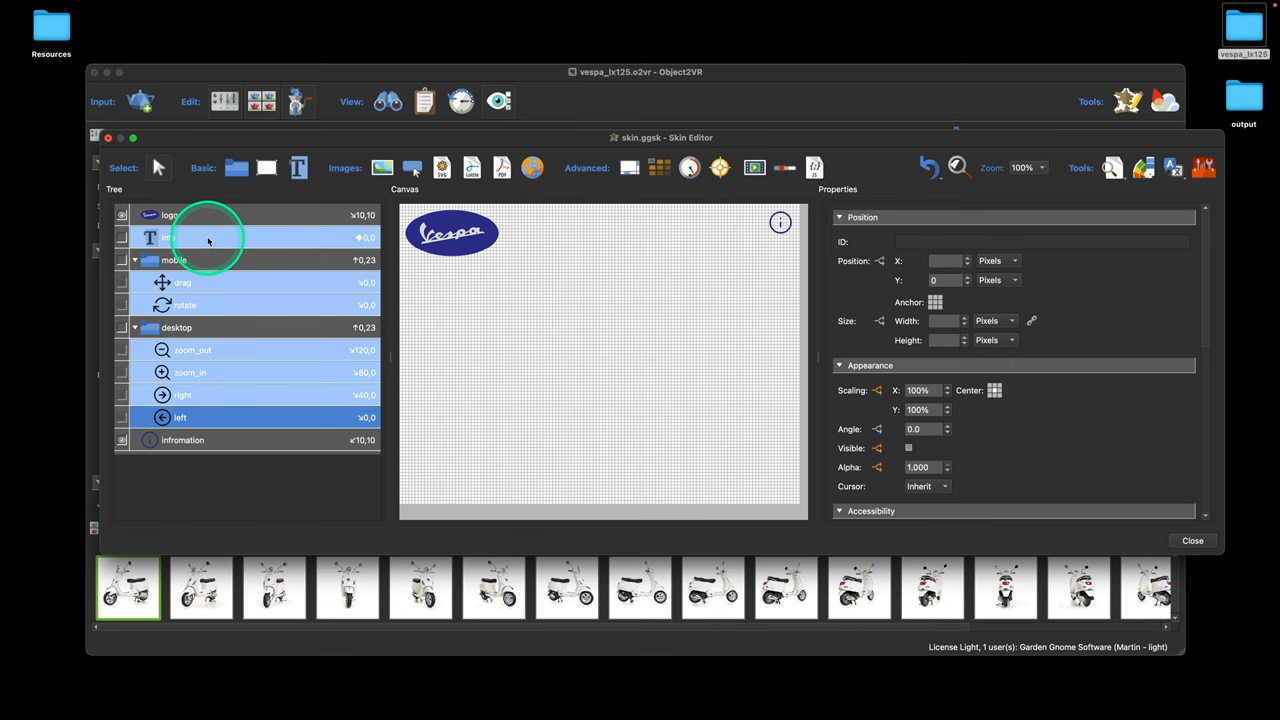 Resources
vespa_lx125
output
vespa_lx125.o2vr - Object2VR
Input:
Edit:
View:
Tools:
skin.ggsk - Skin Editor
Select:
Basic:
Images:
Advanced:
Zoom:
100%
Tools:
Tree
Canvas
Properties
logo
↘10,10
◆0,0
mobile
↑0,23
drag
↘0,0
rotate
↘0,0
desktop
↑0,23
zoom_out
↘120,0
zoom_in
↘80,0
right
↘40,0
left
↘0,0
infromation
↙10,10
Vespa
Position
ID:
Position:
X:
Pixels
Y:
0
Pixels
Anchor:
Size:
Width:
Pixels
Height:
Pixels
Appearance
Scaling:
X:
100%
Center:
Y:
100%
Angle:
0.0
Visible:
Alpha:
1.000
Cursor:
Inherit
Accessibility
Close
License Light, 1 user(s): Garden Gnome Software (Martin - light)